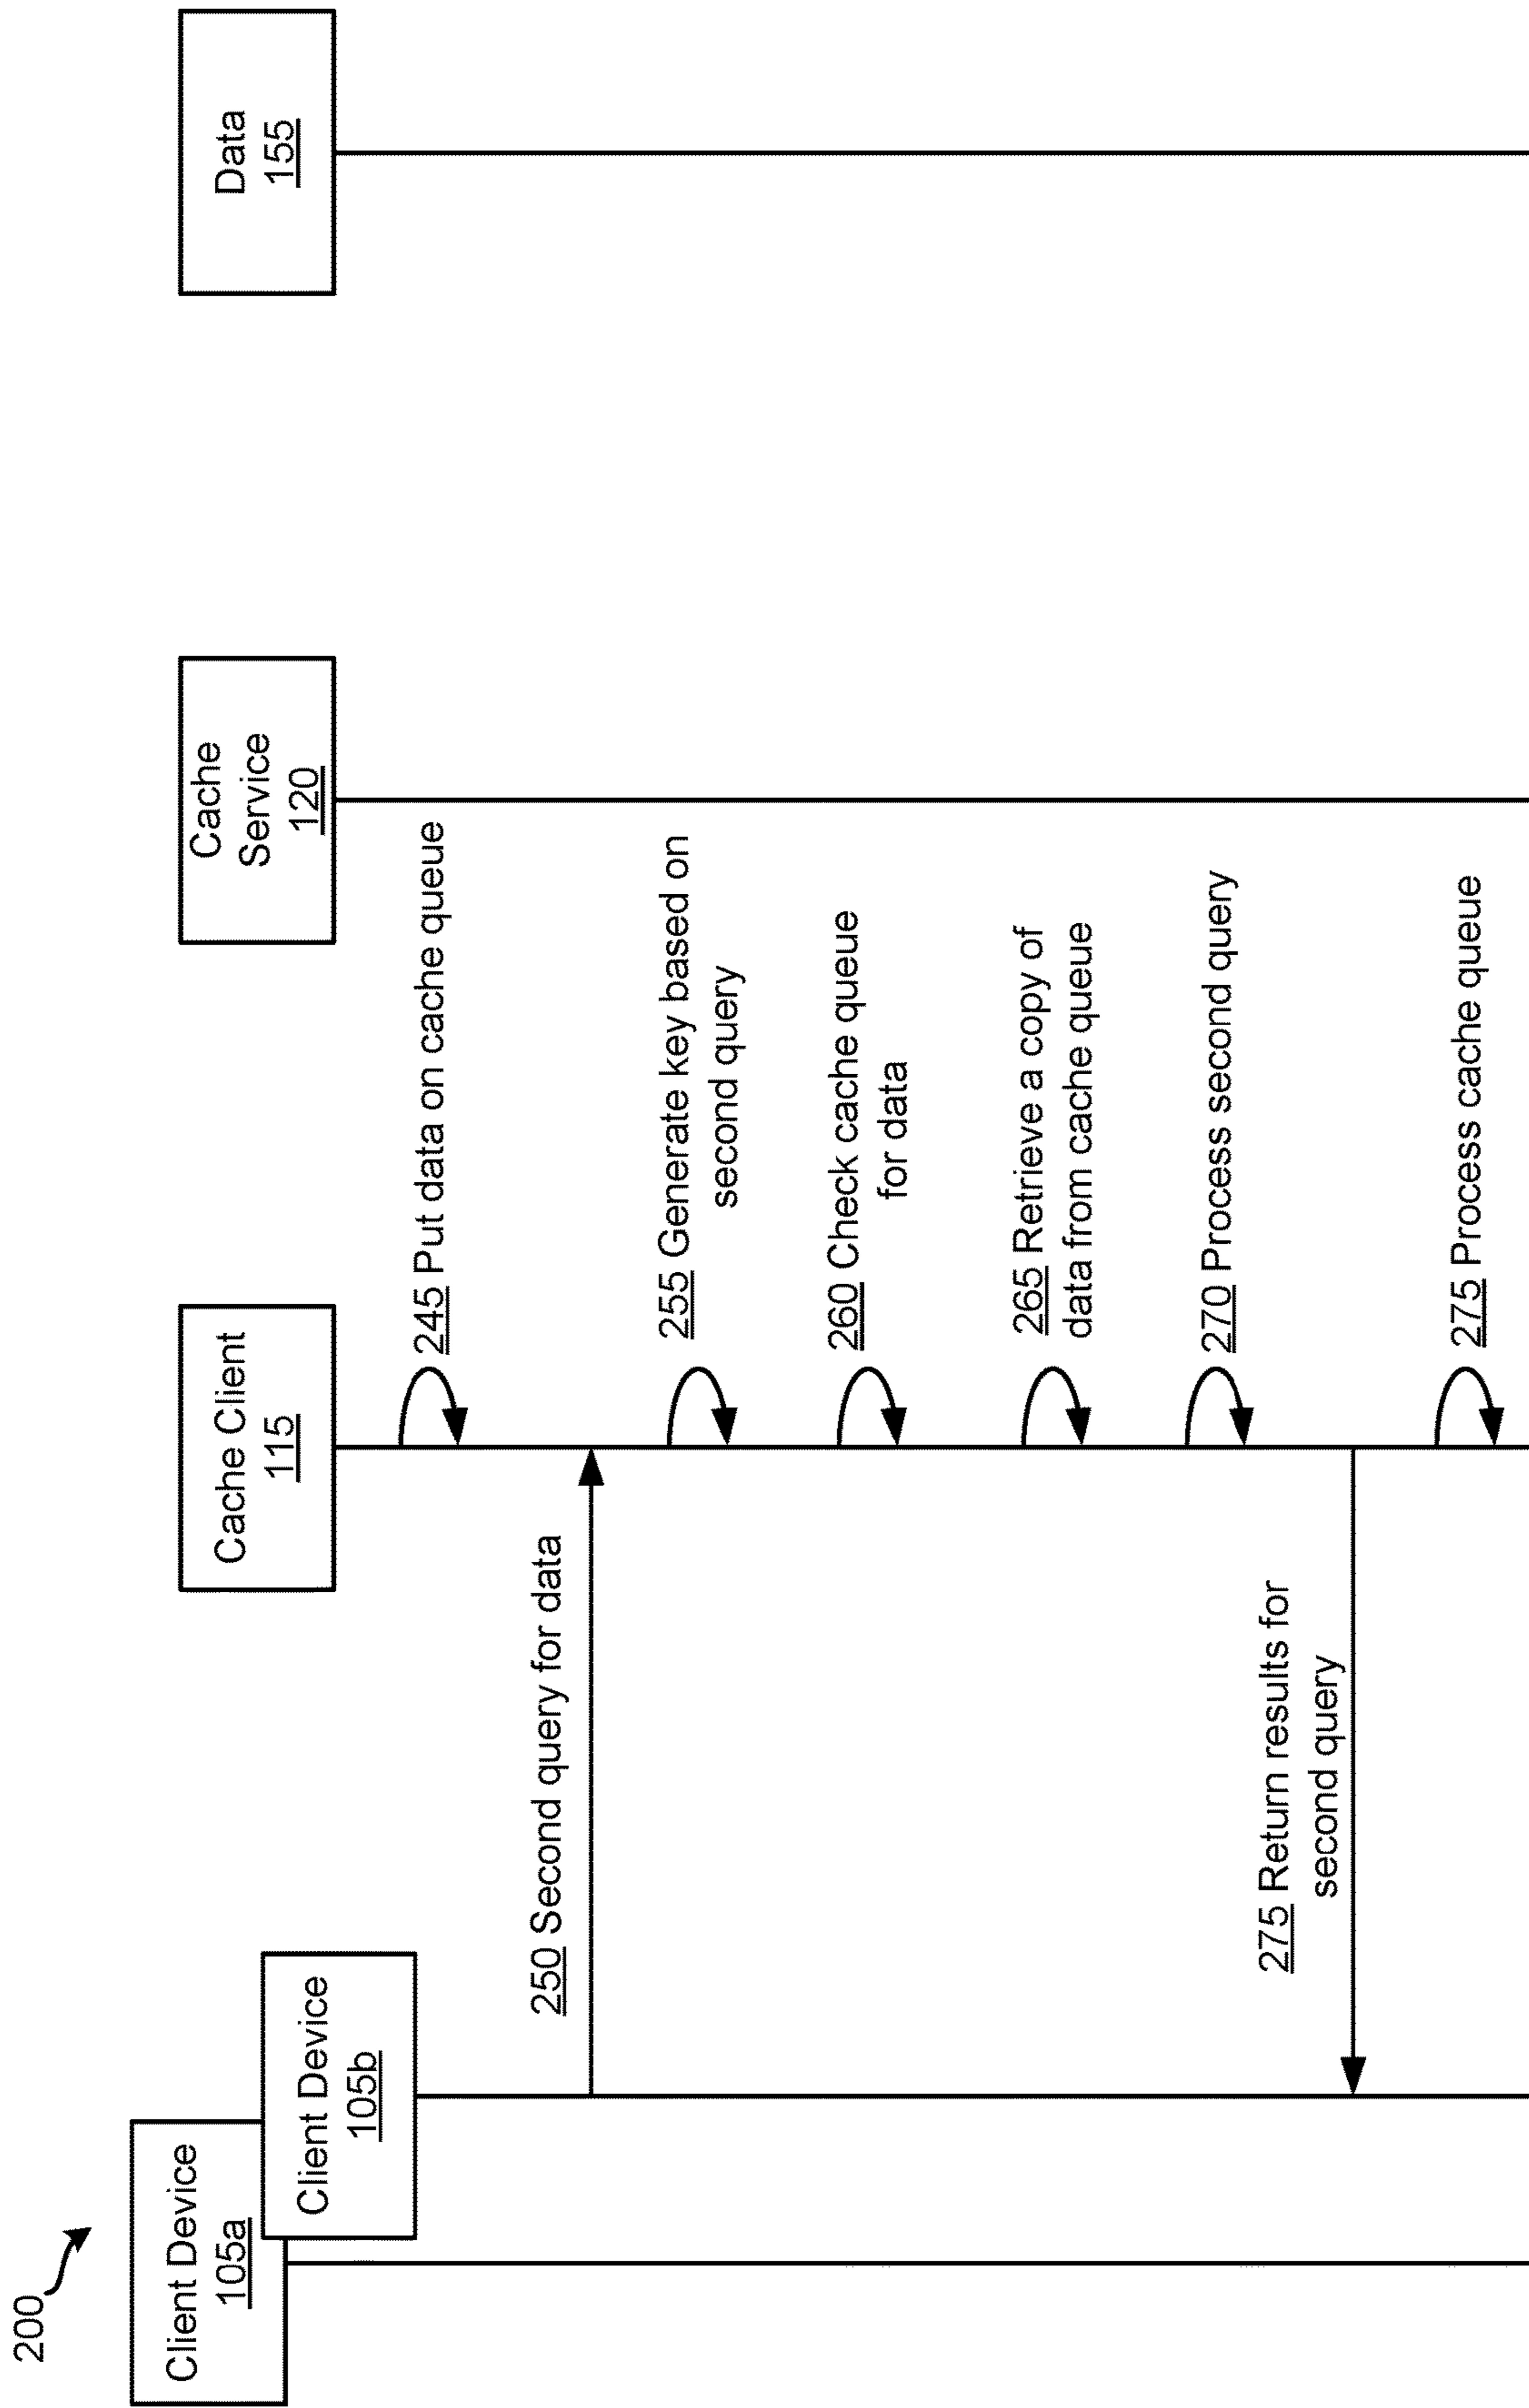 200
Client Device
105a
Client Device
105b
Cache Client
115
Cache
Service
120
Data
155
245 Put data on cache queue
250 Second query for data
255 Generate key based on
second query
260 Check cache queue
for data
265 Retrieve a copy of
data from cache queue
270 Process second query
275 Return results for
second query
275 Process cache queue